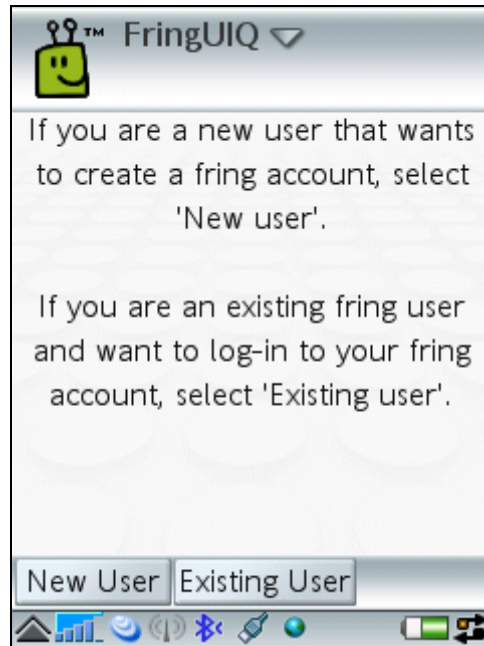 ™ FringUIQ
If you are a new user that wants
to create a fring account, select
'New user'.
If you are an existing fring user
and want to log-in to your fring
account, select 'Existing user'.
New User Existing User